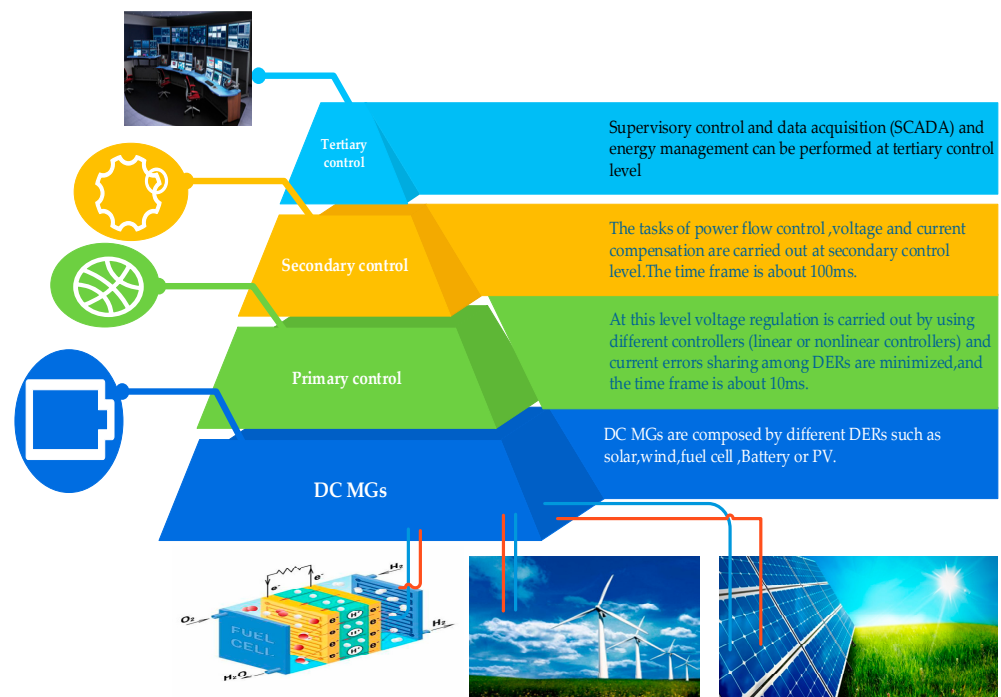 Tertiary
control
Supervisory control and data acquisition (SCADA) and
energy management can be performed at tertiary control
level
Secondary control
The tasks of power flow control ,voltage and current
compensation are carried out at secondary control
level.The time frame is about 100ms.
Primary control
At this level voltage regulation is carried out by using
different controllers (linear or nonlinear controllers) and
current errors sharing among DERs are minimized,and
the time frame is about 10ms.
DC MGs
DC MGs are composed by different DERs such as
solar,wind,fuel cell ,Battery or PV.
e⁻
e⁻
H₂
O₂
FUEL
CELL
e⁻
e⁻
e⁻
e⁻
H⁺
H⁺
H⁺
H₂
H₂O